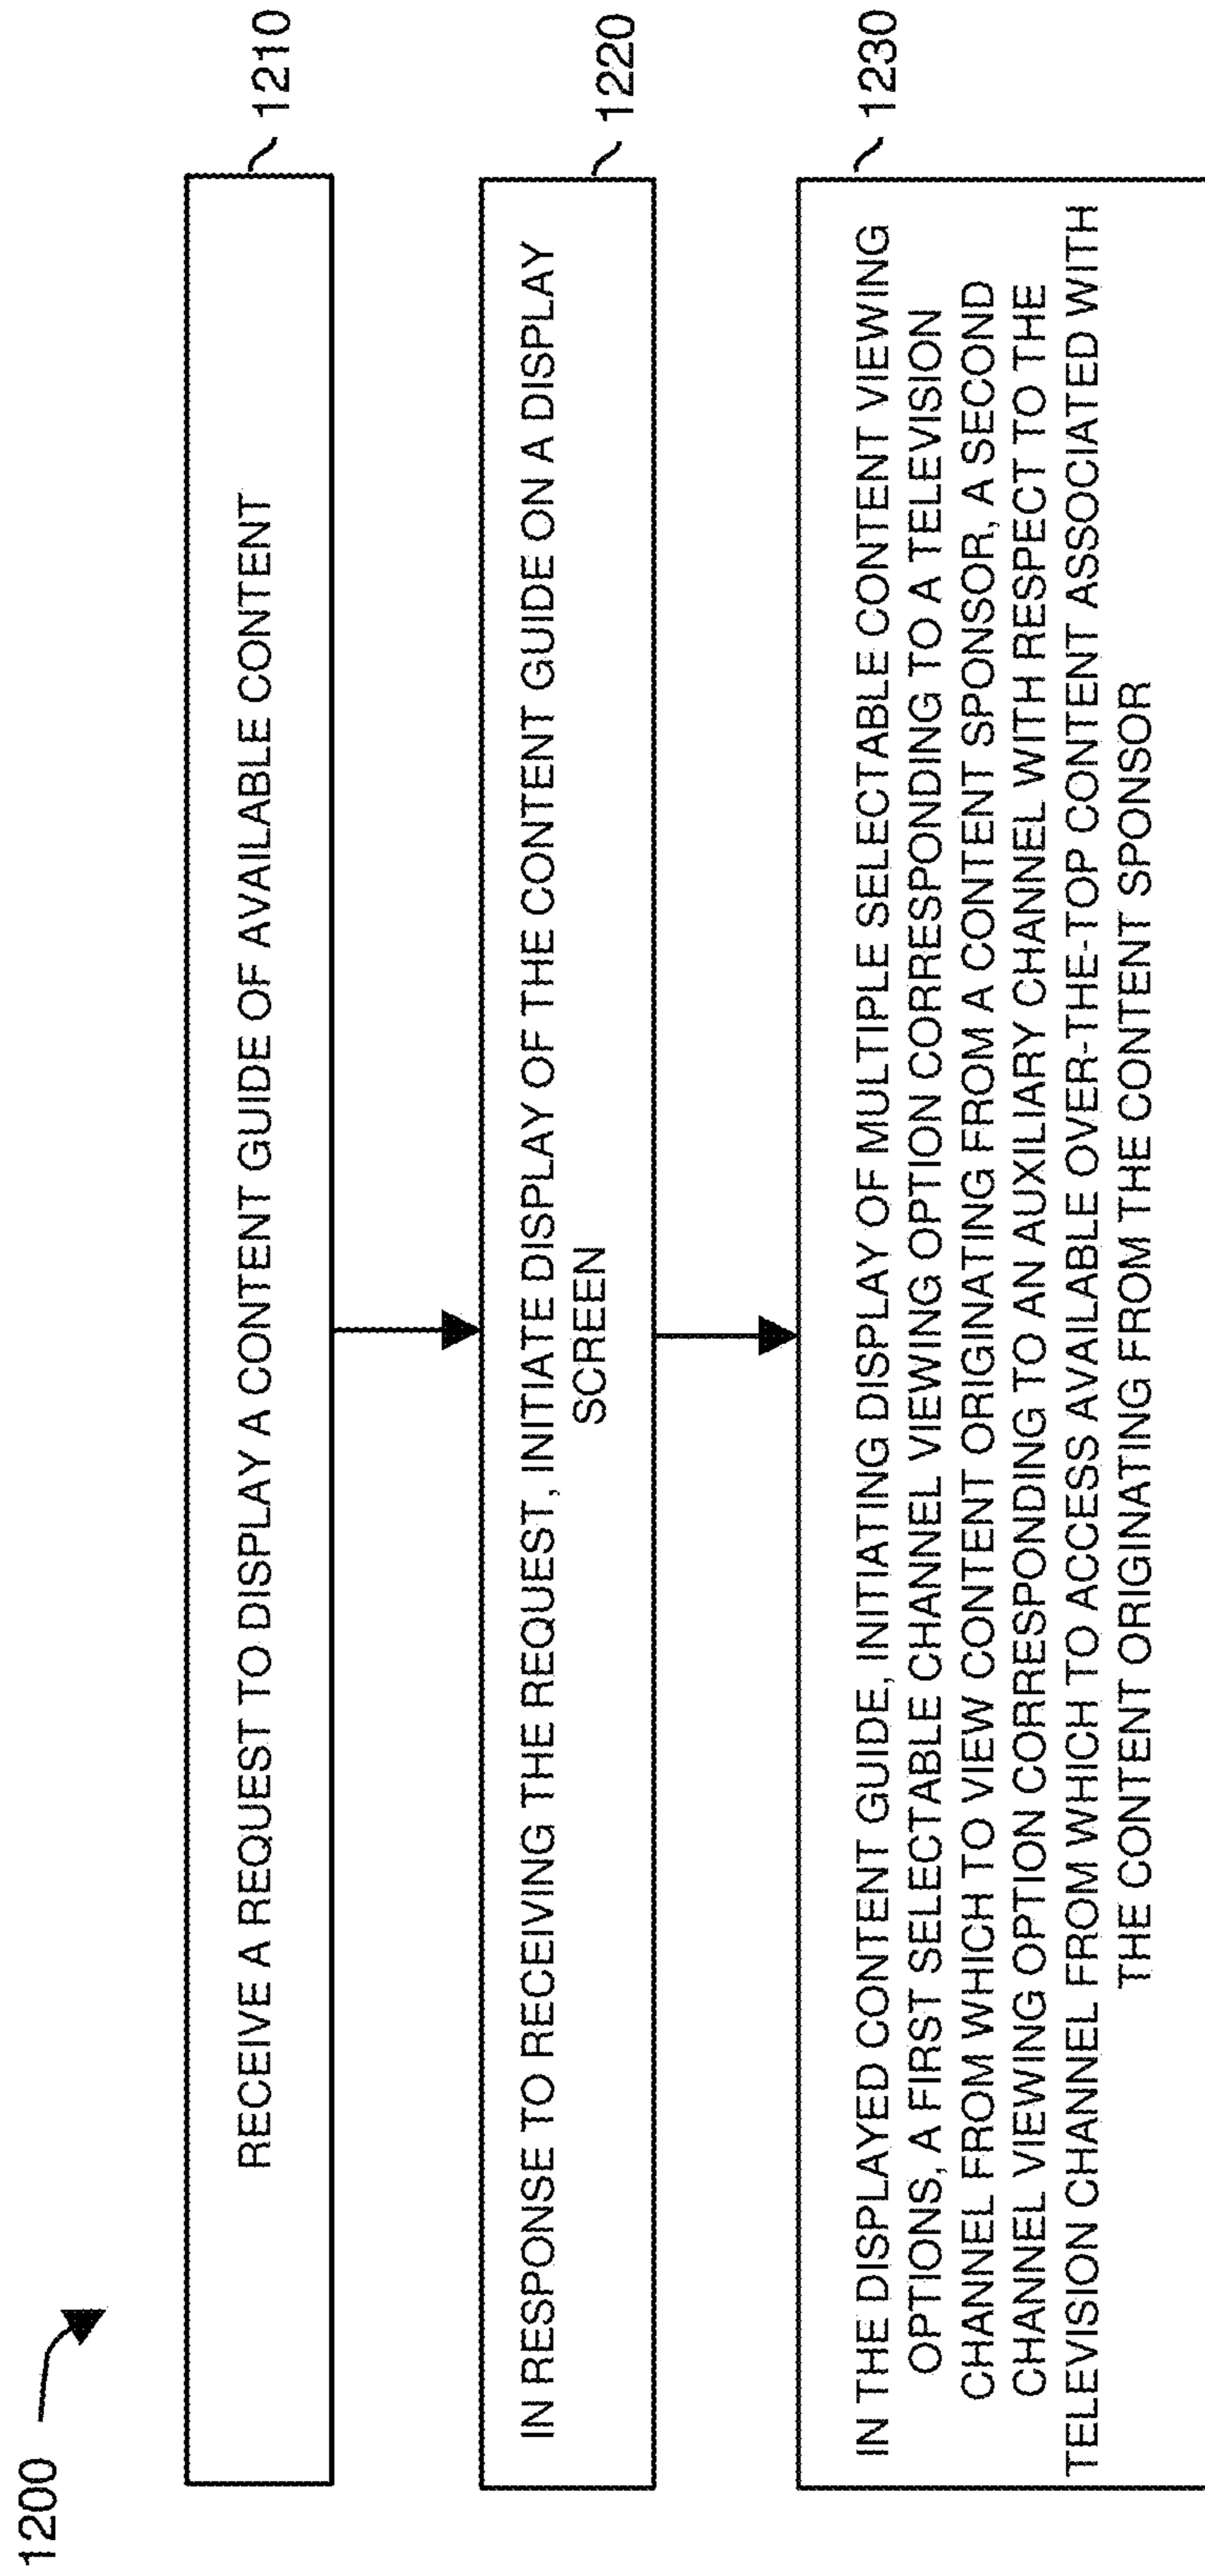 1200
RECEIVE A REQUEST TO DISPLAY A CONTENT GUIDE OF AVAILABLE CONTENT
1210
IN RESPONSE TO RECEIVING THE REQUEST, INITIATE DISPLAY OF THE CONTENT GUIDE ON A DISPLAY
SCREEN
1220
IN THE DISPLAYED CONTENT GUIDE, INITIATING DISPLAY OF MULTIPLE SELECTABLE CONTENT VIEWING
OPTIONS, A FIRST SELECTABLE CHANNEL VIEWING OPTION CORRESPONDING TO A TELEVISION
CHANNEL FROM WHICH TO VIEW CONTENT ORIGINATING FROM A CONTENT SPONSOR, A SECOND
CHANNEL VIEWING OPTION CORRESPONDING TO AN AUXILIARY CHANNEL WITH RESPECT TO THE
TELEVISION CHANNEL FROM WHICH TO ACCESS AVAILABLE OVER-THE-TOP CONTENT ASSOCIATED WITH
THE CONTENT ORIGINATING FROM THE CONTENT SPONSOR
1230